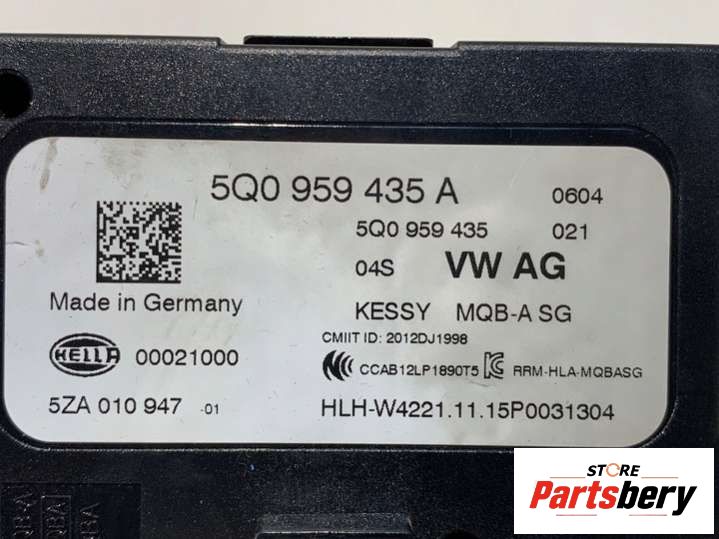 5Q0 959 435 A 0604
5Q0 959 435 021
04S VW AG
Made in Germany
KESSY MQB-A SG
CMIIT ID: 2012DJ1998
HELLA 00021000
CCAB12LP1890T5 RRM-HLA-MQBASG
5ZA 010 947 -01
HLH-W4221.11.15P0031304
STORE
Partsbery